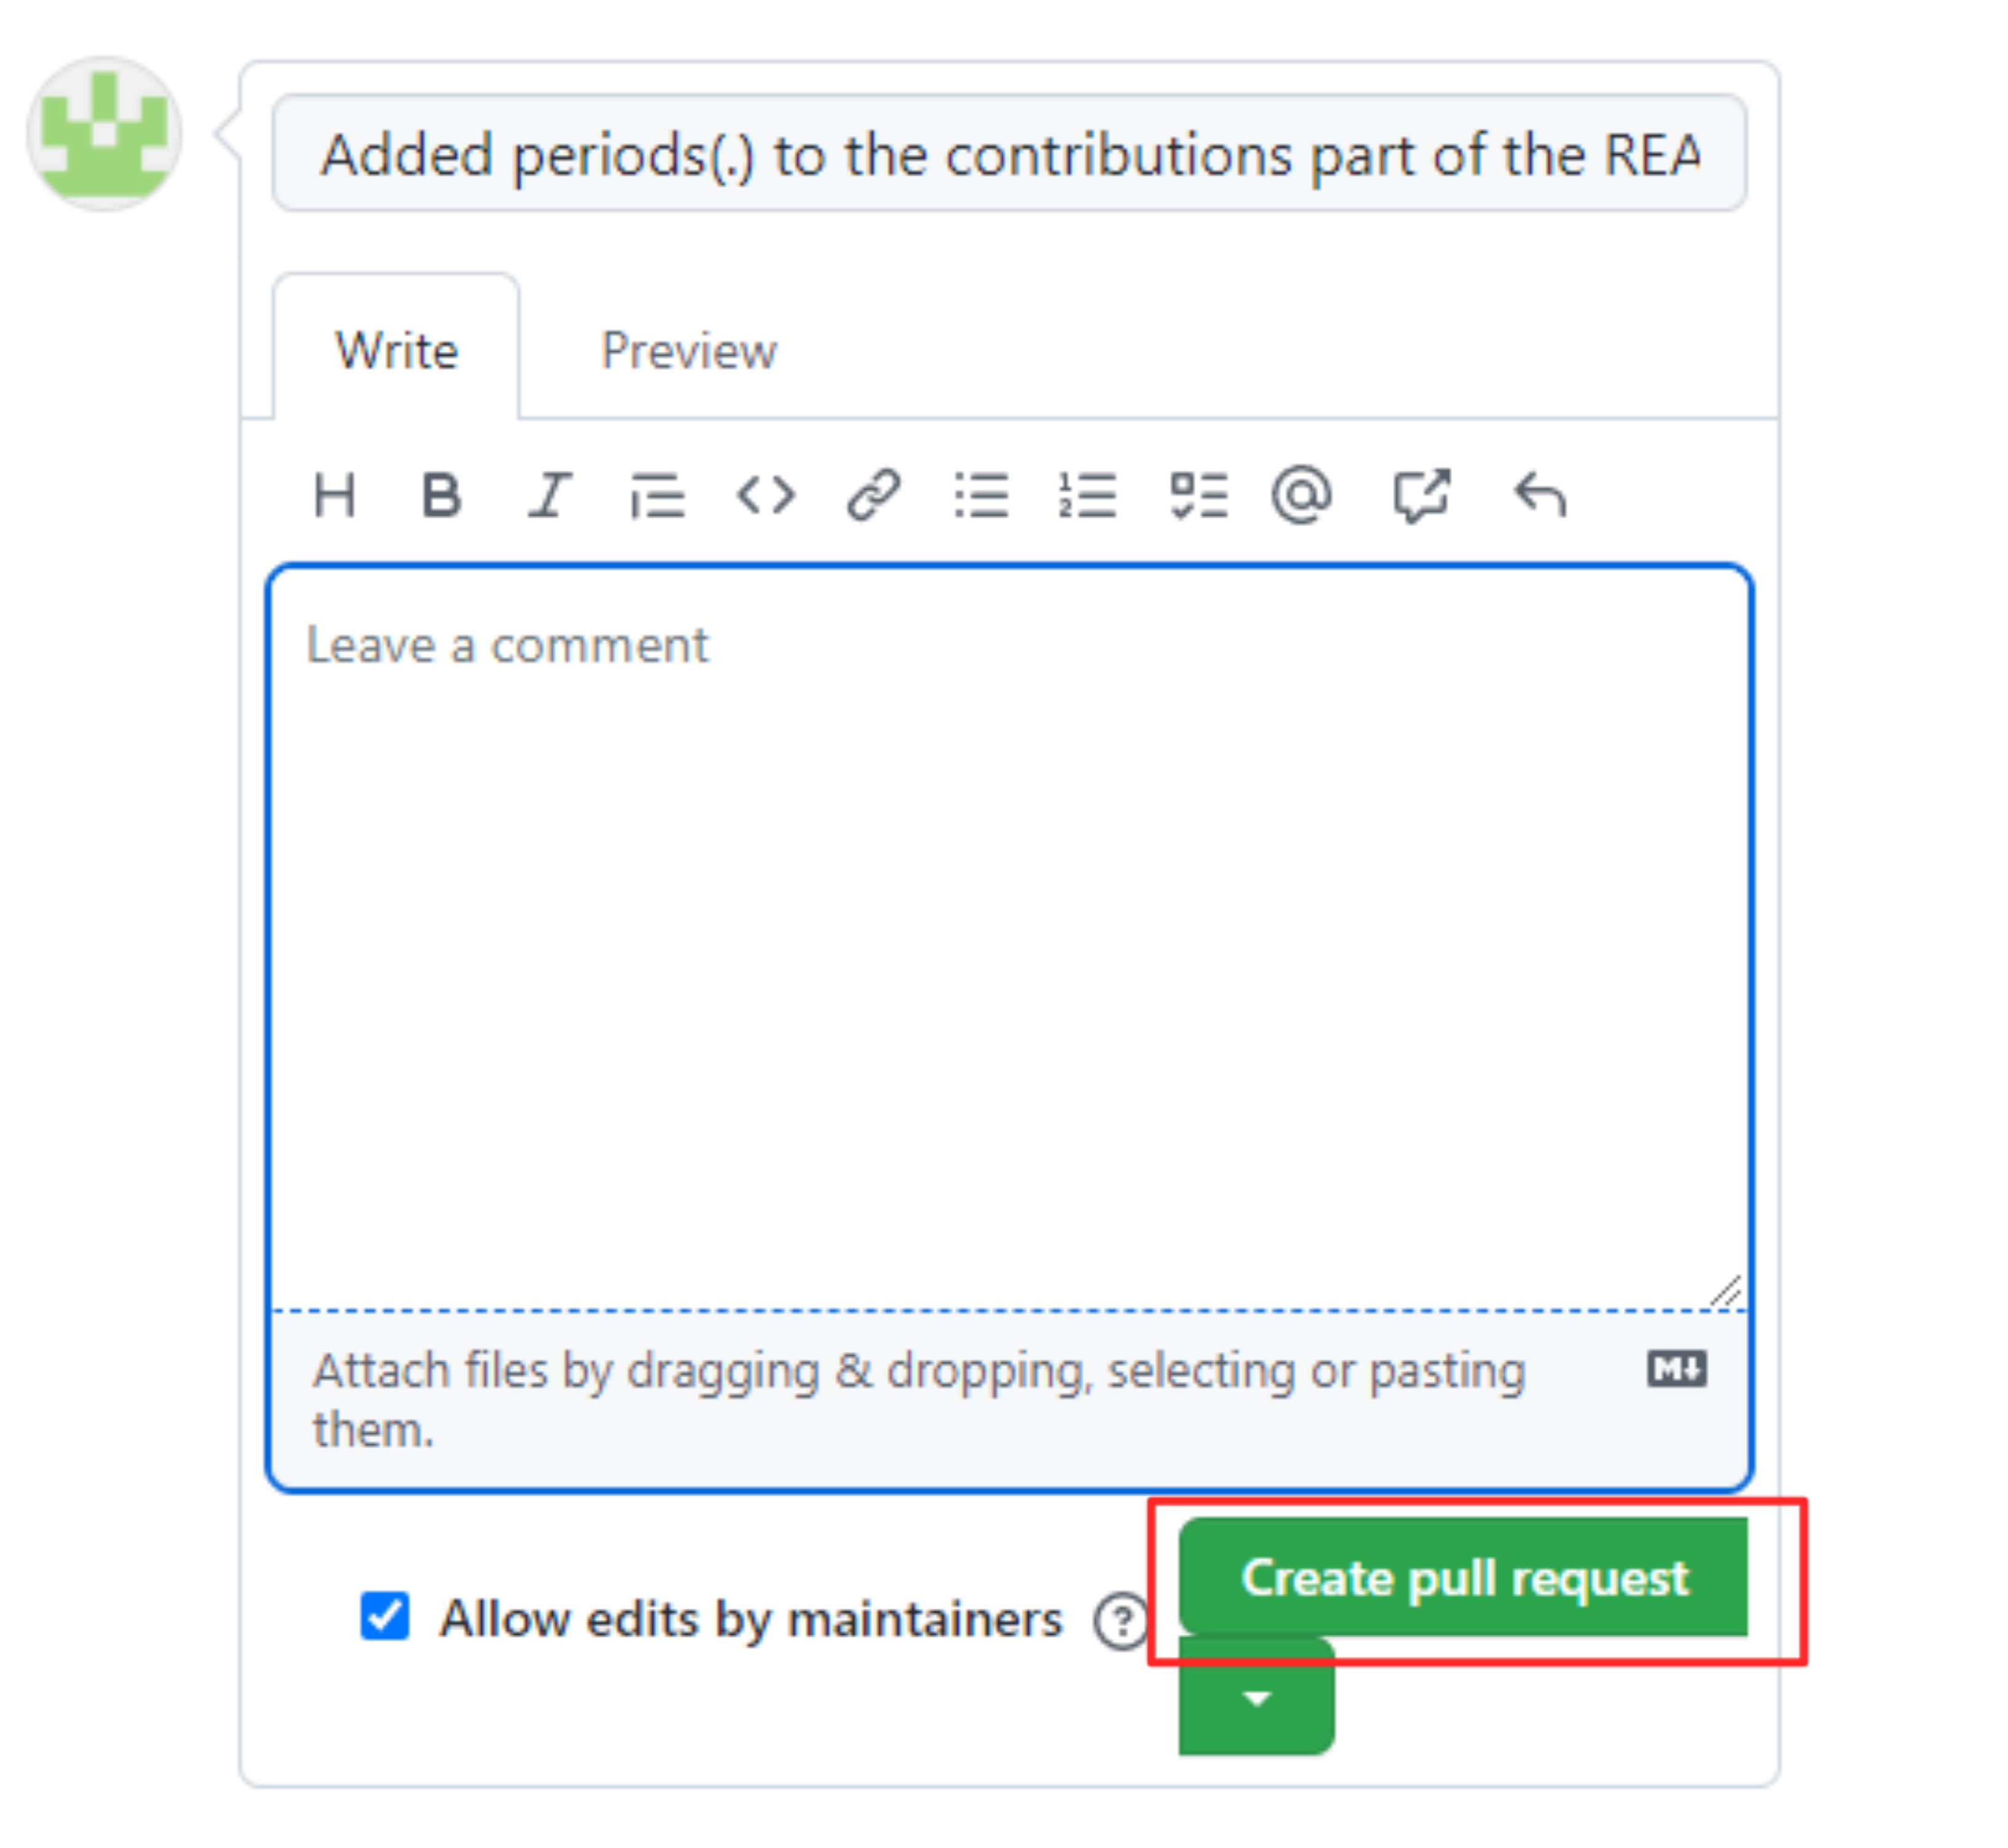 Added periods(.) to the contributions part of the REA
Write Preview
H B I
Leave a comment
Attach files by dragging & dropping, selecting or pasting
them.
Create pull request
Allow edits by maintainers